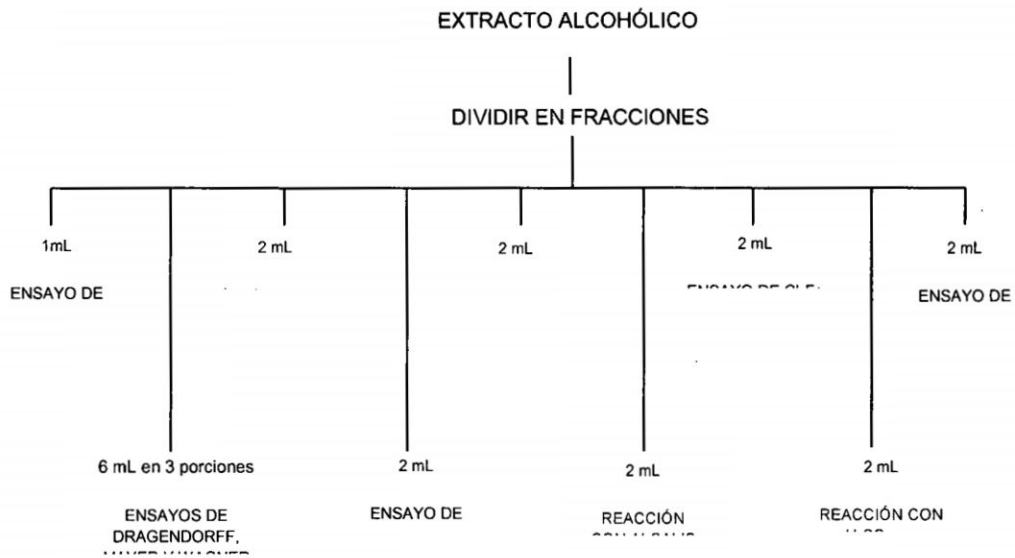 EXTRACTO ALCOHÓLICO
DIVIDIR EN FRACCIONES
1mL
2 mL
2 mL
2 mL
2 mL
ENSAYO DE
ENSAYO DE
6 mL en 3 porciones
2 mL
2 mL
2 mL
ENSAYOS DE
DRAGENDORFF,
ENSAYO DE
REACCIÓN
REACCIÓN CON